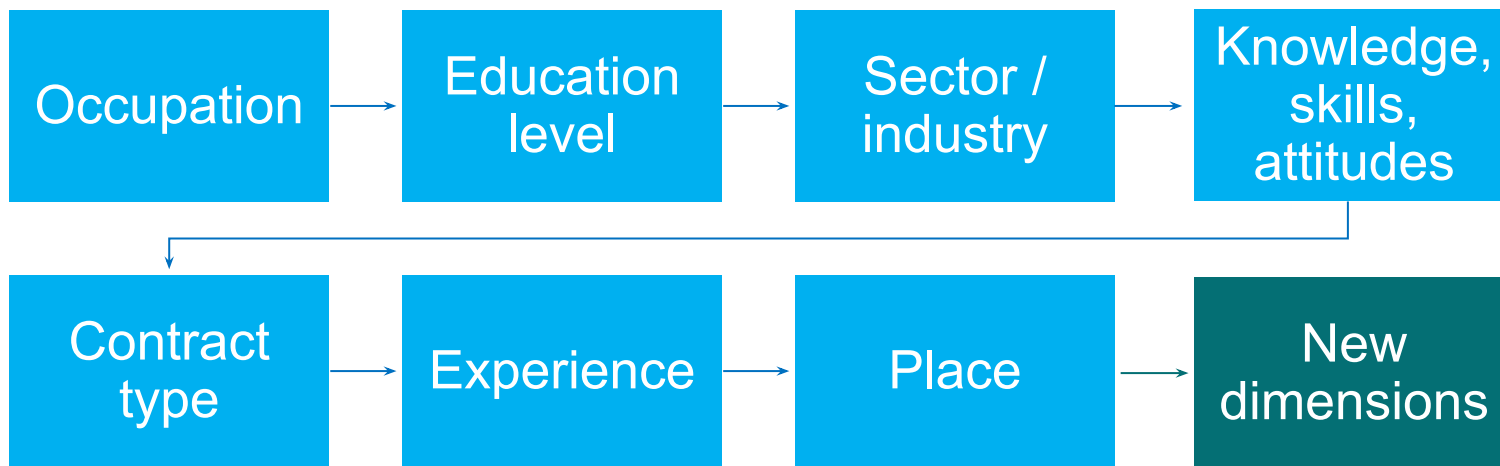 Occupation
Education
level
Sector /
industry
Knowledge,
skills,
attitudes
Contract
type
Experience
Place
New
dimensions